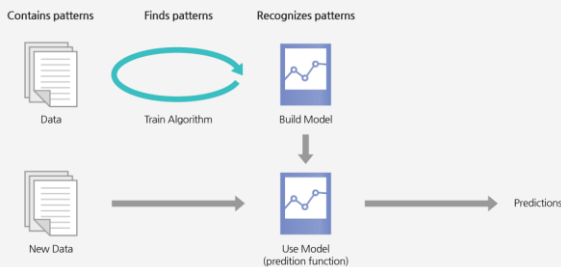 Contains patterns
Finds patterns
Recognizes patterns
Data
Train Algorithm
Build Model
Predictions
New Data
Use Model
(predition function)